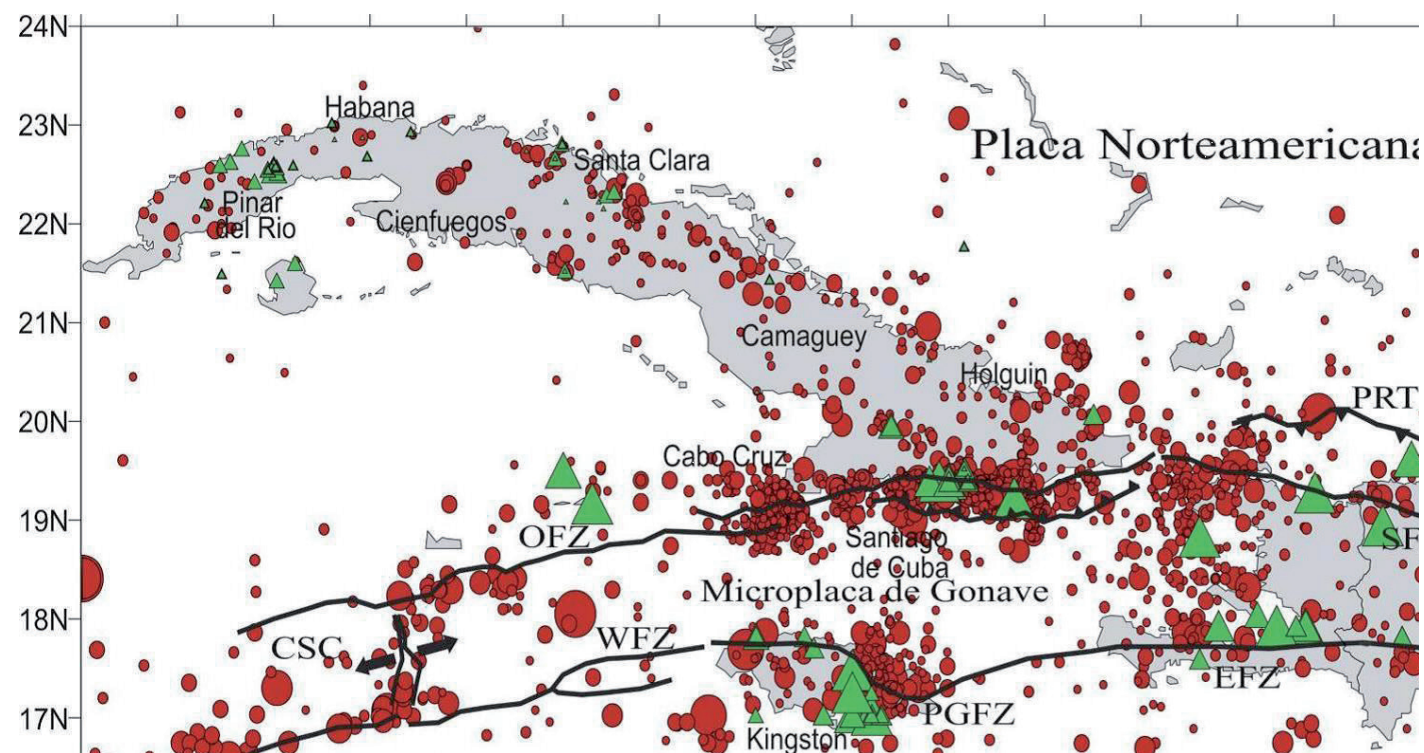 24N
23N
22N
21N
20N
19N
18N
17N
Habana
Placa Norteamericana
Santa Clara
Pinar
del Rio
Cienfuegos
Camaguey
Holguin
PRT
Cabo Cruz
OFZ
Santiago
de Cuba
SF
Microplaca de Gonave
CSC
WFZ
EFZ
PGFZ
Kingston